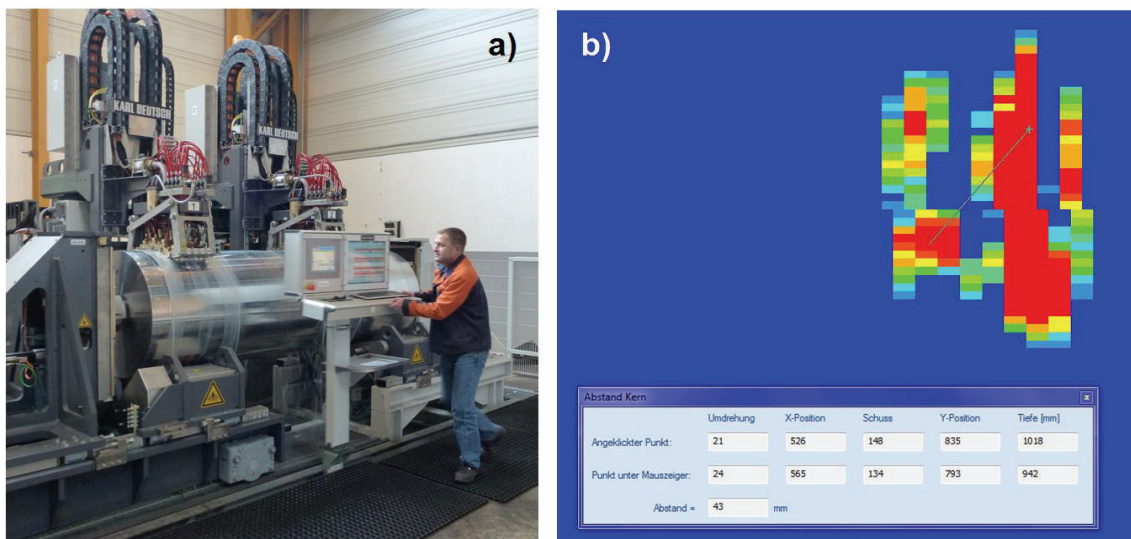 a)
KARL DEUTSCH
KARL DEUTSCH
2
b)
Abstand Kern
x
Umdrehung X-Position Schuss Y-Position Tiefe [mm]
Angeklickter Punkt: 21 526 148 835 1018
Punkt unter Mauszeiger: 24 565 134 793 942
Abstand = 43 mm